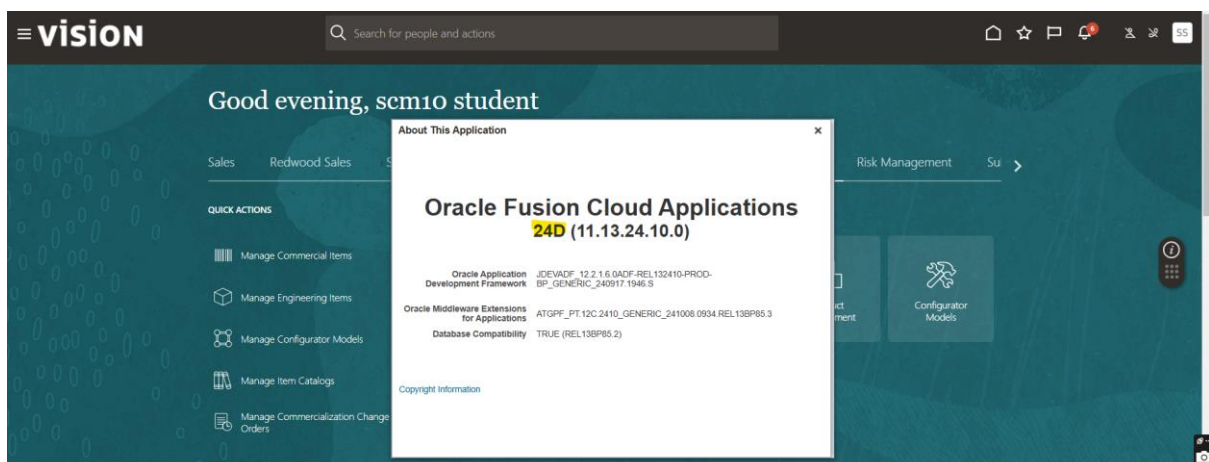 vision
Search for people and actions
6
SS
Good evening, scm10 student
About This Application
x
Sales Redwood Sales S
Risk Management Su
QUICK ACTIONS
Oracle Fusion Cloud Applications
24D (11.13.24.10.0)
Manage Commercial Items
Manage Engineering Items
Manage Configurator Models
Manage Item Catalogs
Manage Commercialization Change
Orders
Oracle Application
Development Framework
JDEVADF_12.2.1.6.0ADF-REL132410-PROD-
BP_GENERIC_240917.1946.S
Oracle Middleware Extensions
for Applications
ATGPF_PT.12C.2410_GENERIC_241008.0934.REL13BP85.3
Database Compatibility TRUE (REL13BP85.2)
Copyright Information
ct
ment
Configurator
Models